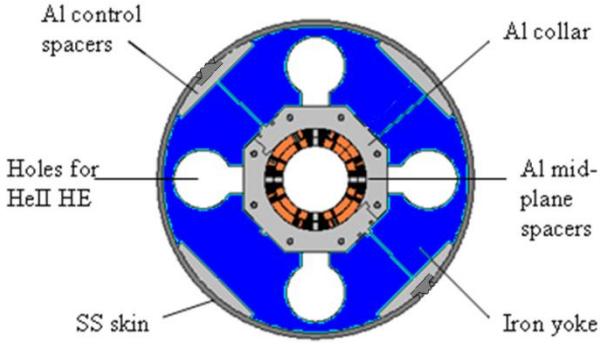 Al control
spacers
Al collar
Holes for
HeII HE
Al mid-
plane
spacers
SS skin
Iron yoke